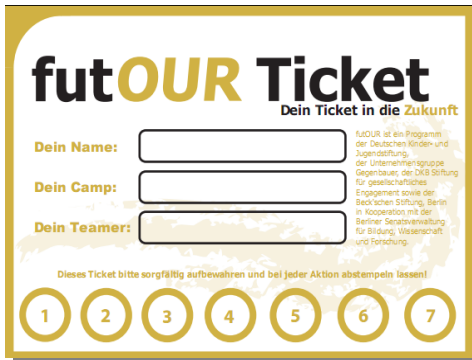 futOUR Ticket
Dein Ticket in die Zukunft
Dein Name:
Dein Camp:
Dein Teamer:
futOUR ist ein Programm
der Deutschen Kinder- und
Jugendstiftung,
der Unternehmensgruppe
Gegenbauer, der DKB Stiftung
für gesellschaftliches
Engagement sowie der
Beck'schen Stiftung, Berlin
in Kooperation mit der
Berliner Senatsverwaltung
für Bildung, Wissenschaft
und Forschung.
Dieses Ticket bitte sorgfältig aufbewahren und bei jeder Aktion abstempeln lassen!
1 2 3 4 5 6 7